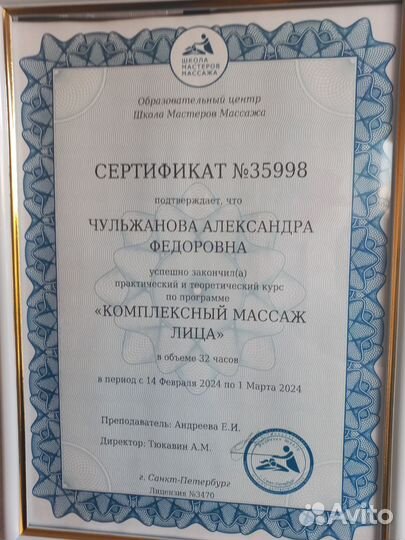 ШКОЛА
МАСТЕРОВ
МАССАЖА
Образовательный центр
Школа Мастеров Массажа
СЕРТИФИКАТ №35998
подтверждает, что
ЧУЛЬЖАНОВА АЛЕКСАНДРА
ФЕДОРОВНА
успешно закончил(а)
практический и теоретический курс
по программе
«КОМПЛЕКСНЫЙ МАССАЖ
ЛИЦА»
в объеме 32 часов
в период с 14 Февраля 2024 по 1 Марта 2024
Преподаватель: Андреева Е.И.
Директор: Тюкавин А.М.
г. Санкт-Петербург
Лицензия №3470
Avito